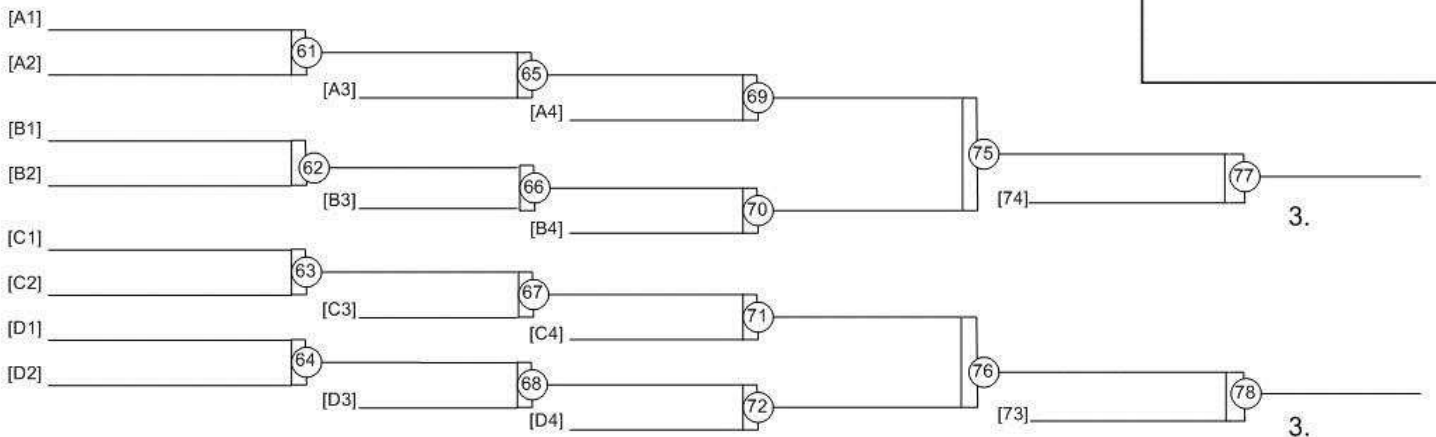 [A1]
61
[A2]
65
[A3]
69
[A4]
[B1]
75
62
[B2]
66
77
[B3]
[74]
70
3.
[B4]
[C1]
63
[C2]
67
[C3]
71
[C4]
[D1]
64
76
[D2]
68
78
[D3]
72
[73]
[D4]
3.